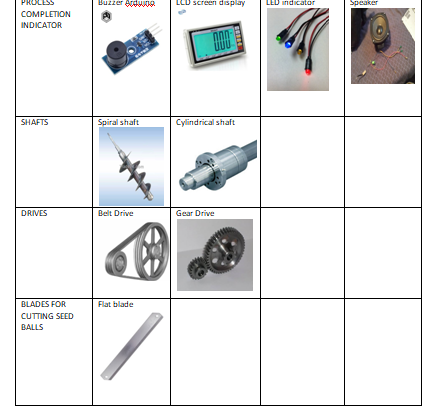 PROCESS
COMPLETION
INDICATOR
Buzzer Arduino
LCD screen display
LED indicator
Speaker
SHAFTS
Spiral shaft
Cylindrical shaft
DRIVES
Belt Drive
Gear Drive
BLADES FOR
CUTTING SEED
BALLS
Flat blade